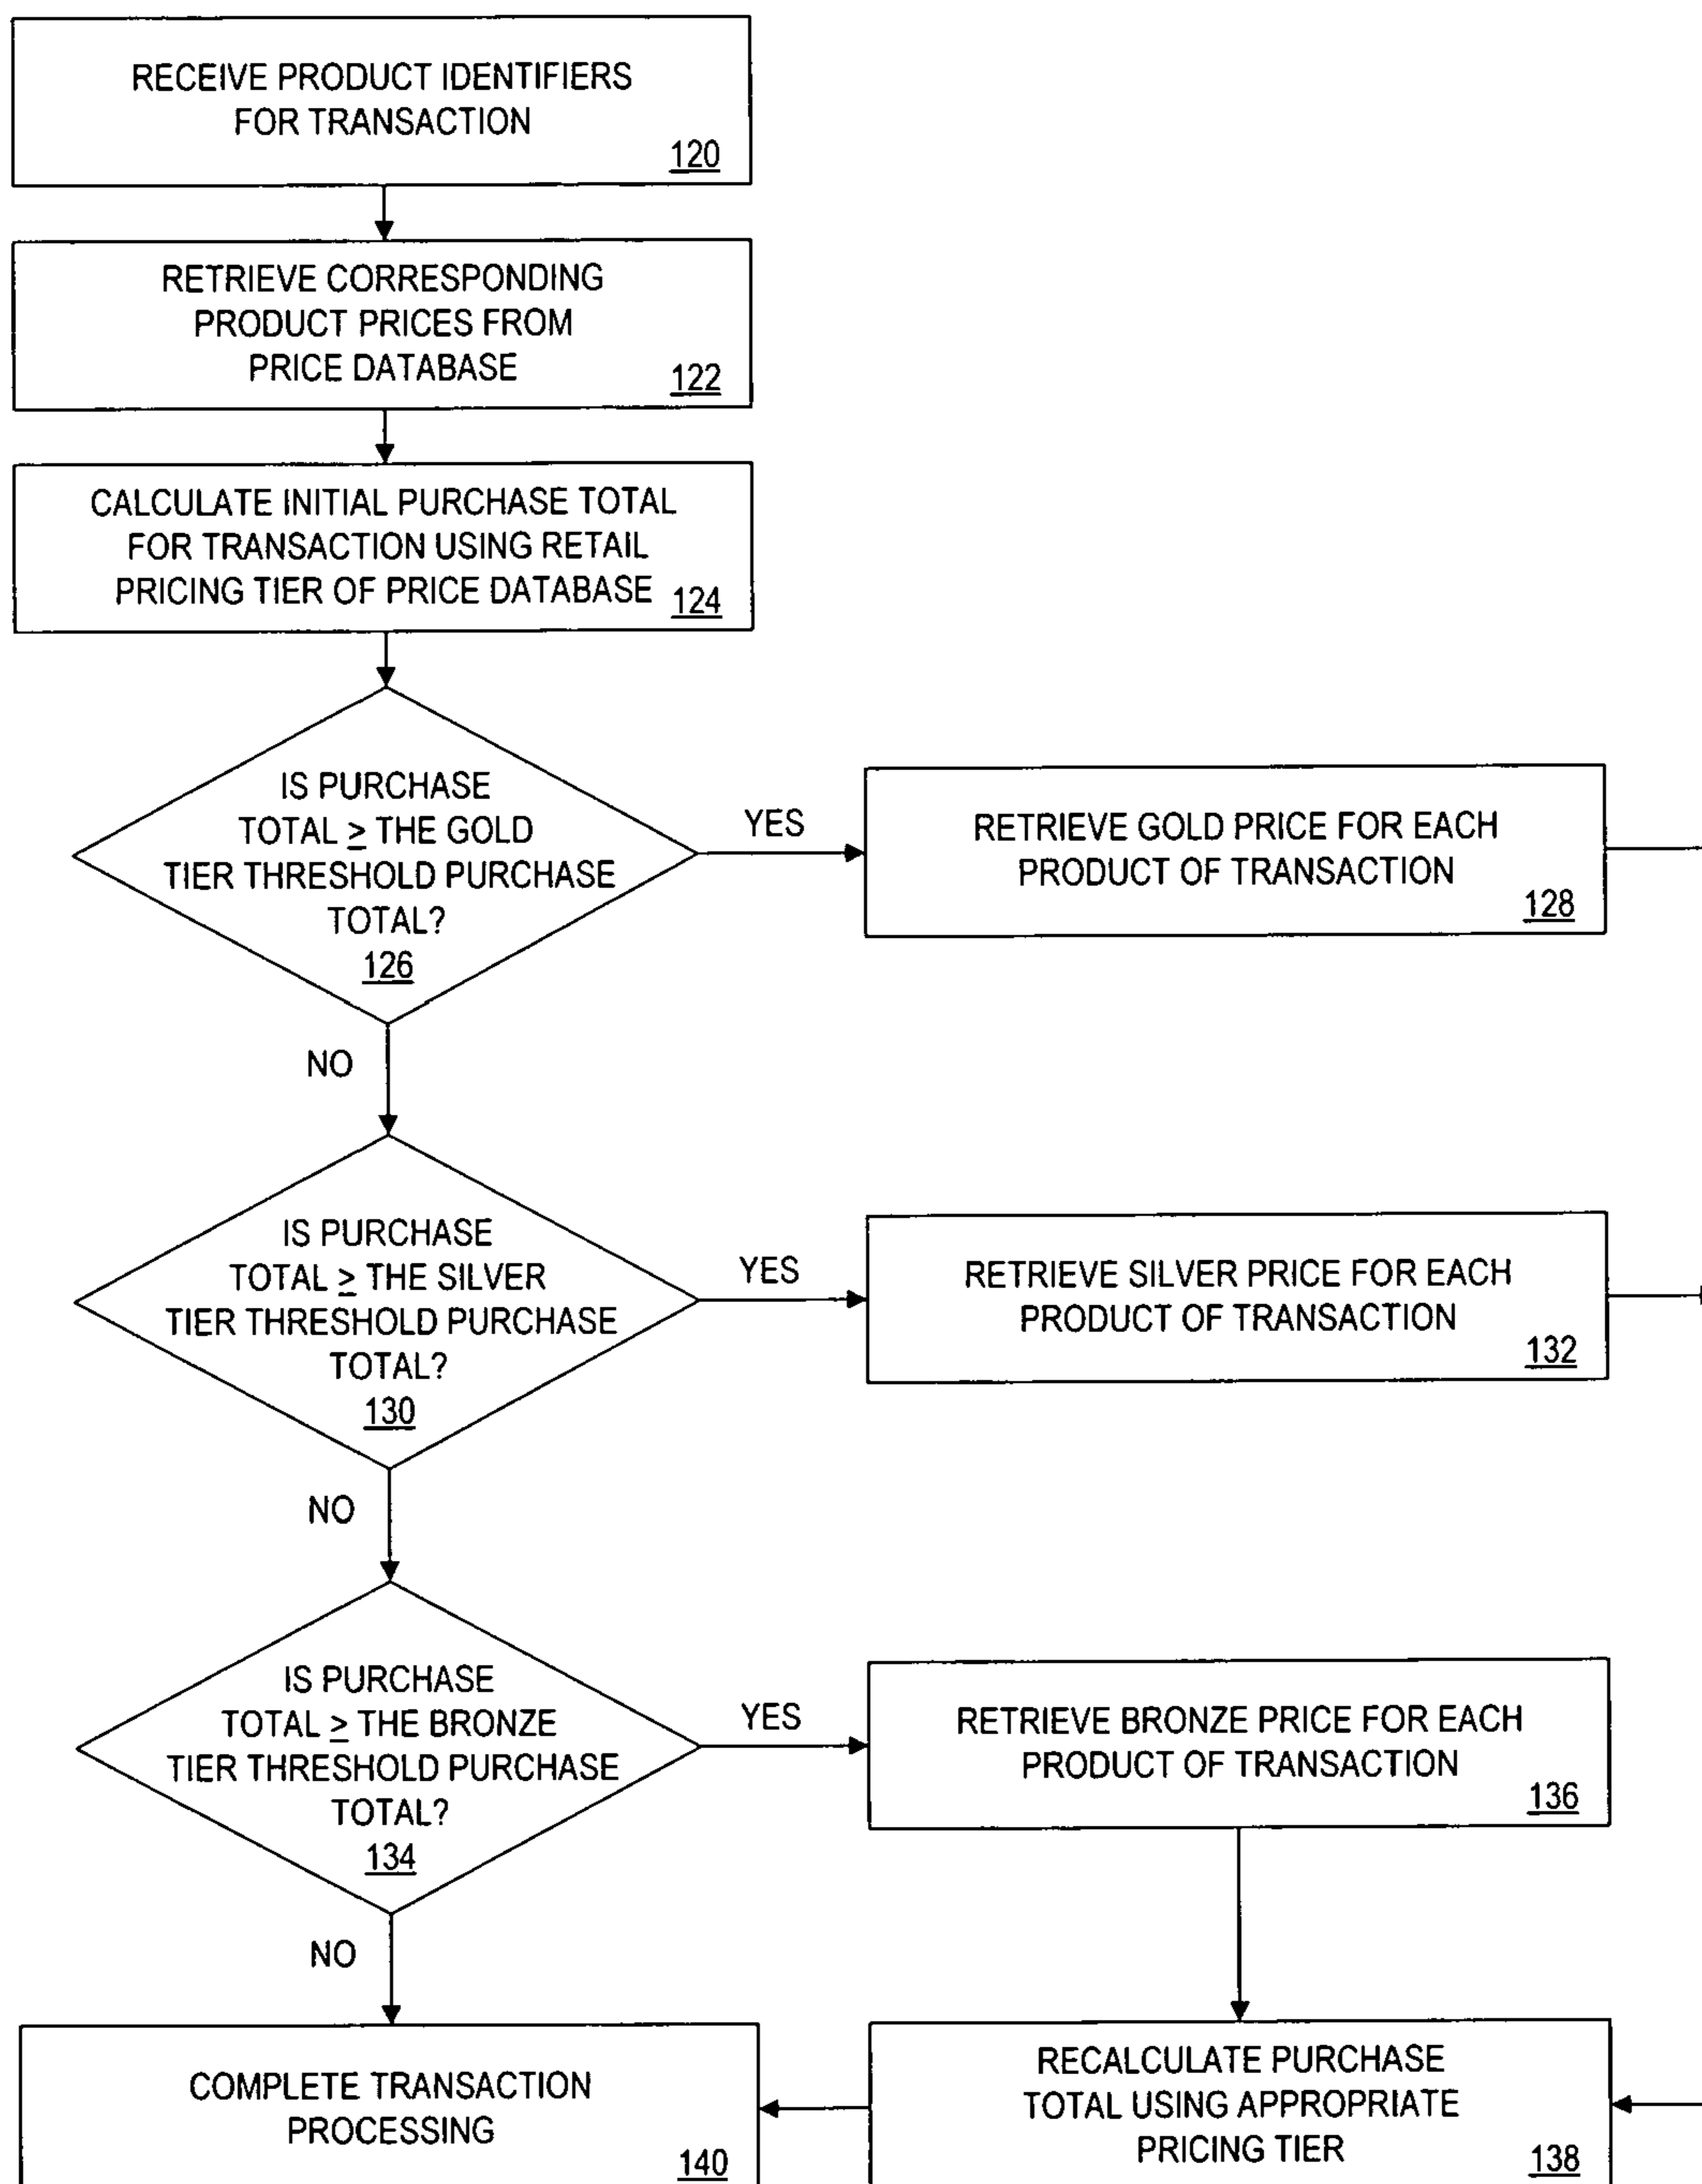 RECEIVE PRODUCT IDENTIFIERS
FOR TRANSACTION
120
RETRIEVE CORRESPONDING
PRODUCT PRICES FROM
PRICE DATABASE
122
CALCULATE INITIAL PURCHASE TOTAL
FOR TRANSACTION USING RETAIL
PRICING TIER OF PRICE DATABASE
124
IS PURCHASE
TOTAL ≥ THE GOLD
TIER THRESHOLD PURCHASE
TOTAL?
126
YES
RETRIEVE GOLD PRICE FOR EACH
PRODUCT OF TRANSACTION
128
NO
IS PURCHASE
TOTAL ≥ THE SILVER
TIER THRESHOLD PURCHASE
TOTAL?
130
YES
RETRIEVE SILVER PRICE FOR EACH
PRODUCT OF TRANSACTION
132
NO
IS PURCHASE
TOTAL ≥ THE BRONZE
TIER THRESHOLD PURCHASE
TOTAL?
134
YES
RETRIEVE BRONZE PRICE FOR EACH
PRODUCT OF TRANSACTION
136
NO
COMPLETE TRANSACTION
PROCESSING
140
RECALCULATE PURCHASE
TOTAL USING APPROPRIATE
PRICING TIER
138